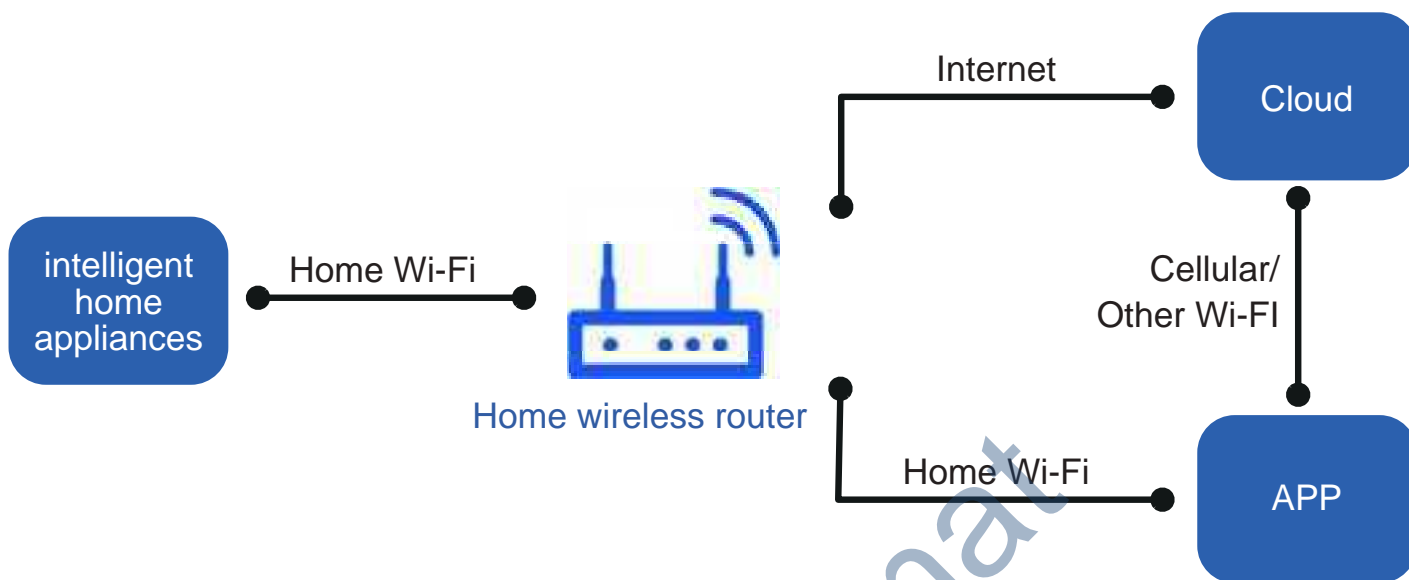 Internet
Cloud
intelligent
home
appliances
Home Wi-Fi
Cellular/
Other Wi-FI
Home wireless router
Home Wi-Fi
APP